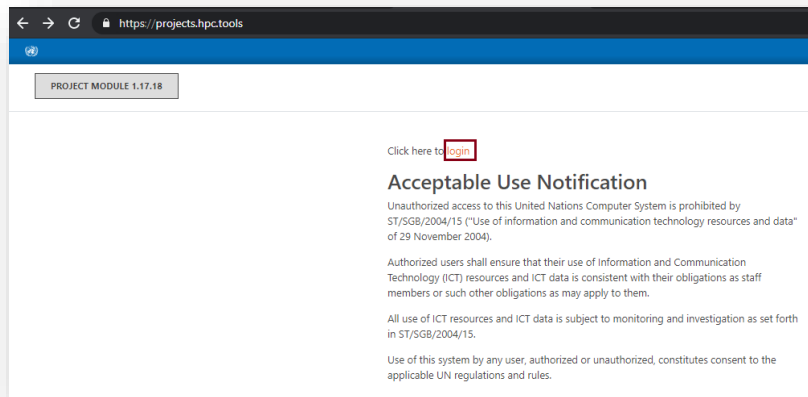 https://projects.hpc.tools
PROJECT MODULE 1.17.18
Click here to login
Acceptable Use Notification
Unauthorized access to this United Nations Computer System is prohibited by
ST/SGB/2004/15 ("Use of information and communication technology resources and data"
of 29 November 2004).
Authorized users shall ensure that their use of Information and Communication
Technology (ICT) resources and ICT data is consistent with their obligations as staff
members or such other obligations as may apply to them.
All use of ICT resources and ICT data is subject to monitoring and investigation as set forth
in ST/SGB/2004/15.
Use of this system by any user, authorized or unauthorized, constitutes consent to the
applicable UN regulations and rules.